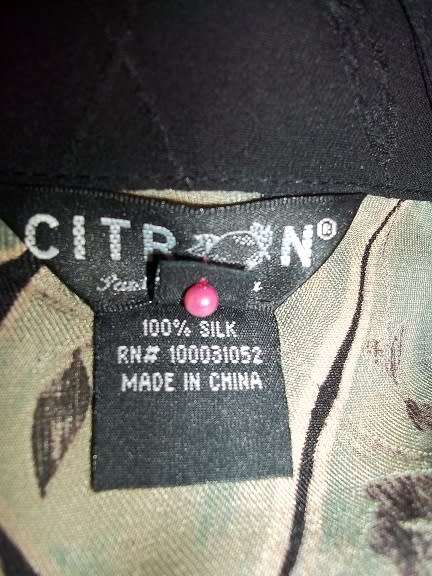 CITRON®
100% SILK
RN# 100031052
MADE IN CHINA